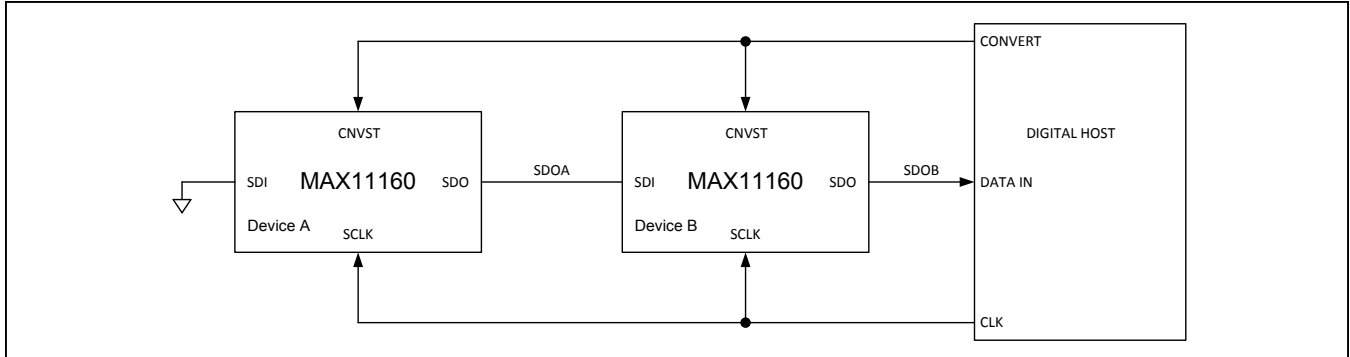 CONVERT
CNVST
CNVST
DIGITAL HOST
SDI MAX11160 SDO
SDOA
SDI MAX11160 SDO
SDOB
DATA IN
Device A
SCLK
Device B
SCLK
CLK